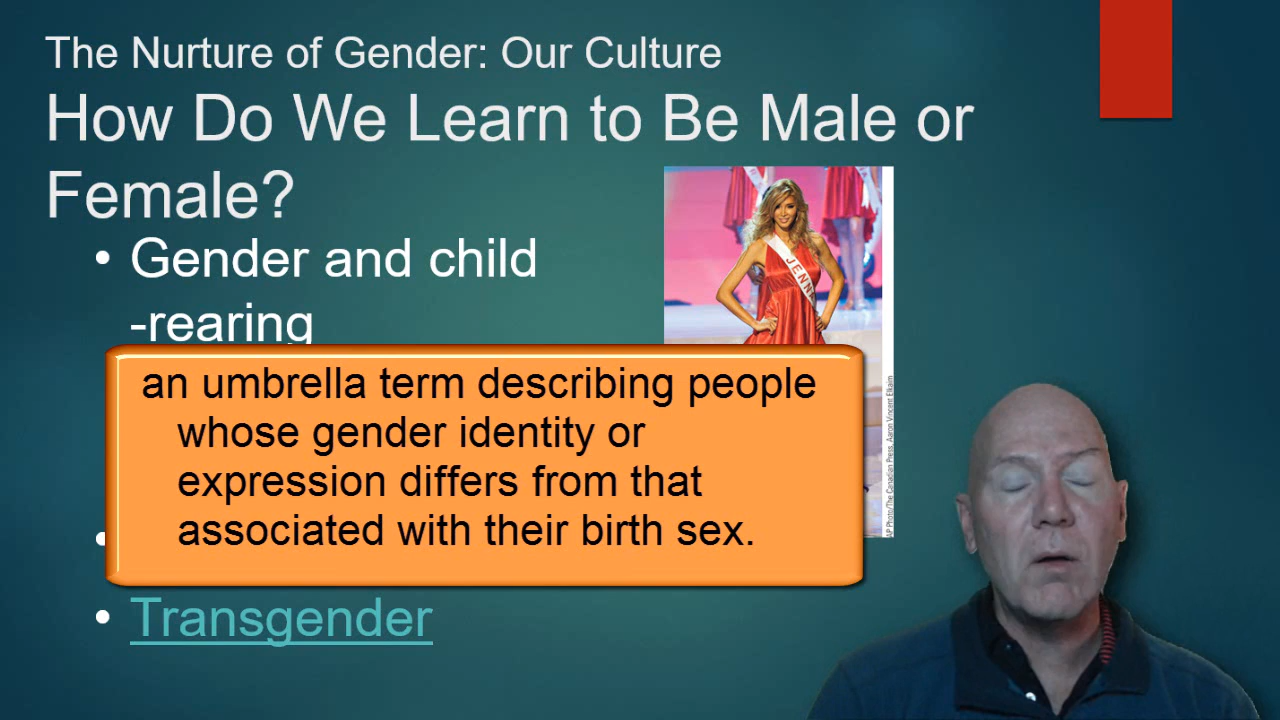 The Nurture of Gender: Our Culture
How Do We Learn to Be Male or
Female?
• Gender and child
-rearing
JENN
an umbrella term describing people
whose gender identity or
expression differs from that
associated with their birth sex.
• Transgender
AP Photo/The Canadian Press, Aaron Vincent Elkaim